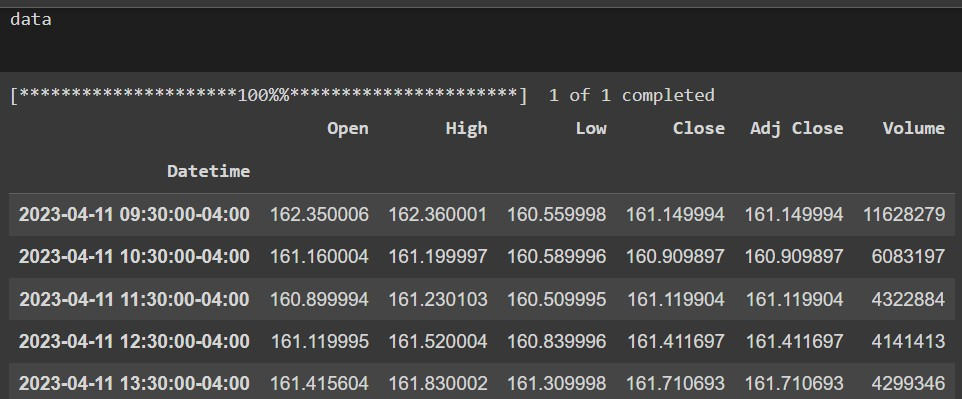 data
[*********************100%%**********************]  1 of 1 completed
Open High Low Close Adj Close Volume
Datetime
2023-04-11 09:30:00-04:00 162.350006 162.360001 160.559998 161.149994 161.149994 11628279
2023-04-11 10:30:00-04:00 161.160004 161.199997 160.589996 160.909897 160.909897 6083197
2023-04-11 11:30:00-04:00 160.899994 161.230103 160.509995 161.119904 161.119904 4322884
2023-04-11 12:30:00-04:00 161.119995 161.520004 160.839996 161.411697 161.411697 4141413
2023-04-11 13:30:00-04:00 161.415604 161.830002 161.309998 161.710693 161.710693 4299346